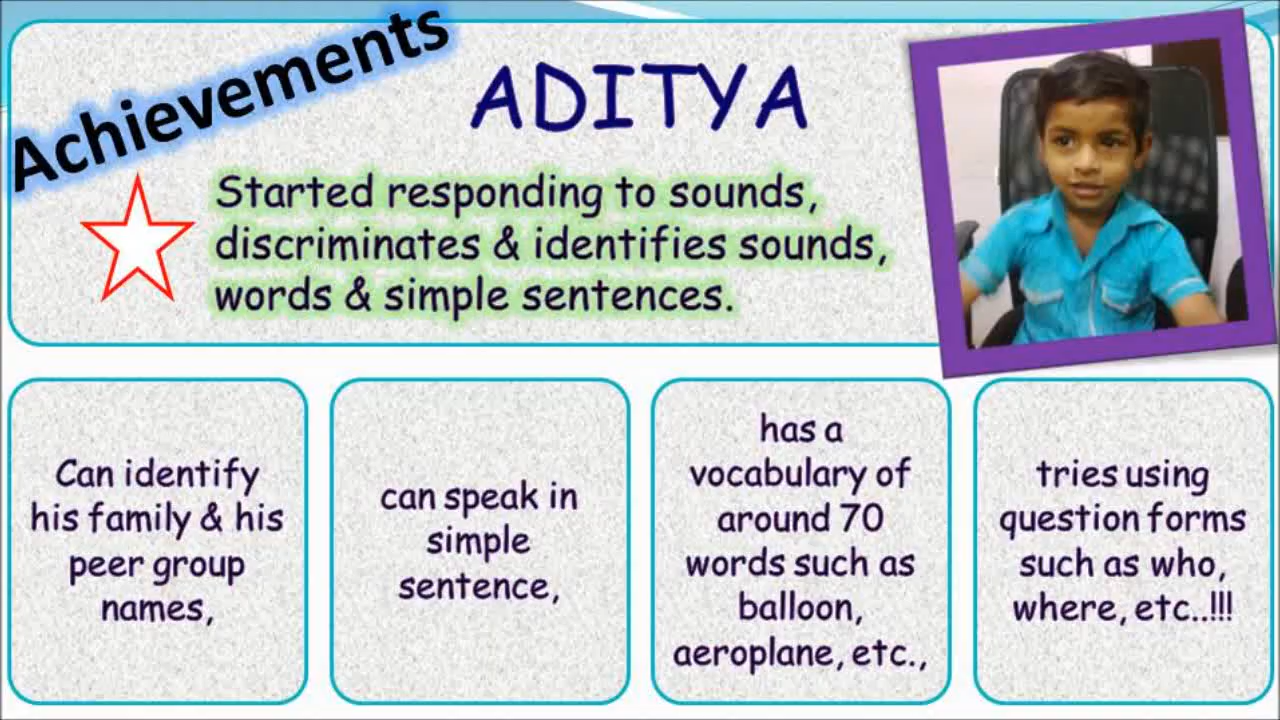 Achievements
ADITYA
Started responding to sounds,
discriminates & identifies sounds,
words & simple sentences.
Can identify
his family & his
peer group
names,
can speak in
simple
sentence,
has a
vocabulary of
around 70
words such as
balloon,
aeroplane, etc.,
tries using
question forms
such as who,
where, etc..!!!